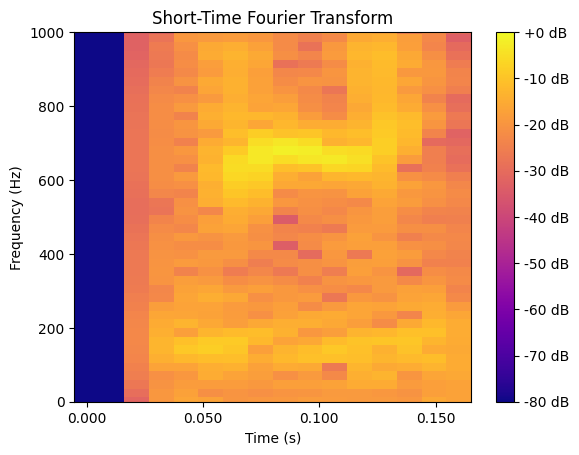 Short-Time Fourier Transform
1000
800
600
400
200
0
Frequency (Hz)
0.000
0.050
0.100
0.150
Time (s)
+0 dB
-10 dB
-20 dB
-30 dB
-40 dB
-50 dB
-60 dB
-70 dB
-80 dB